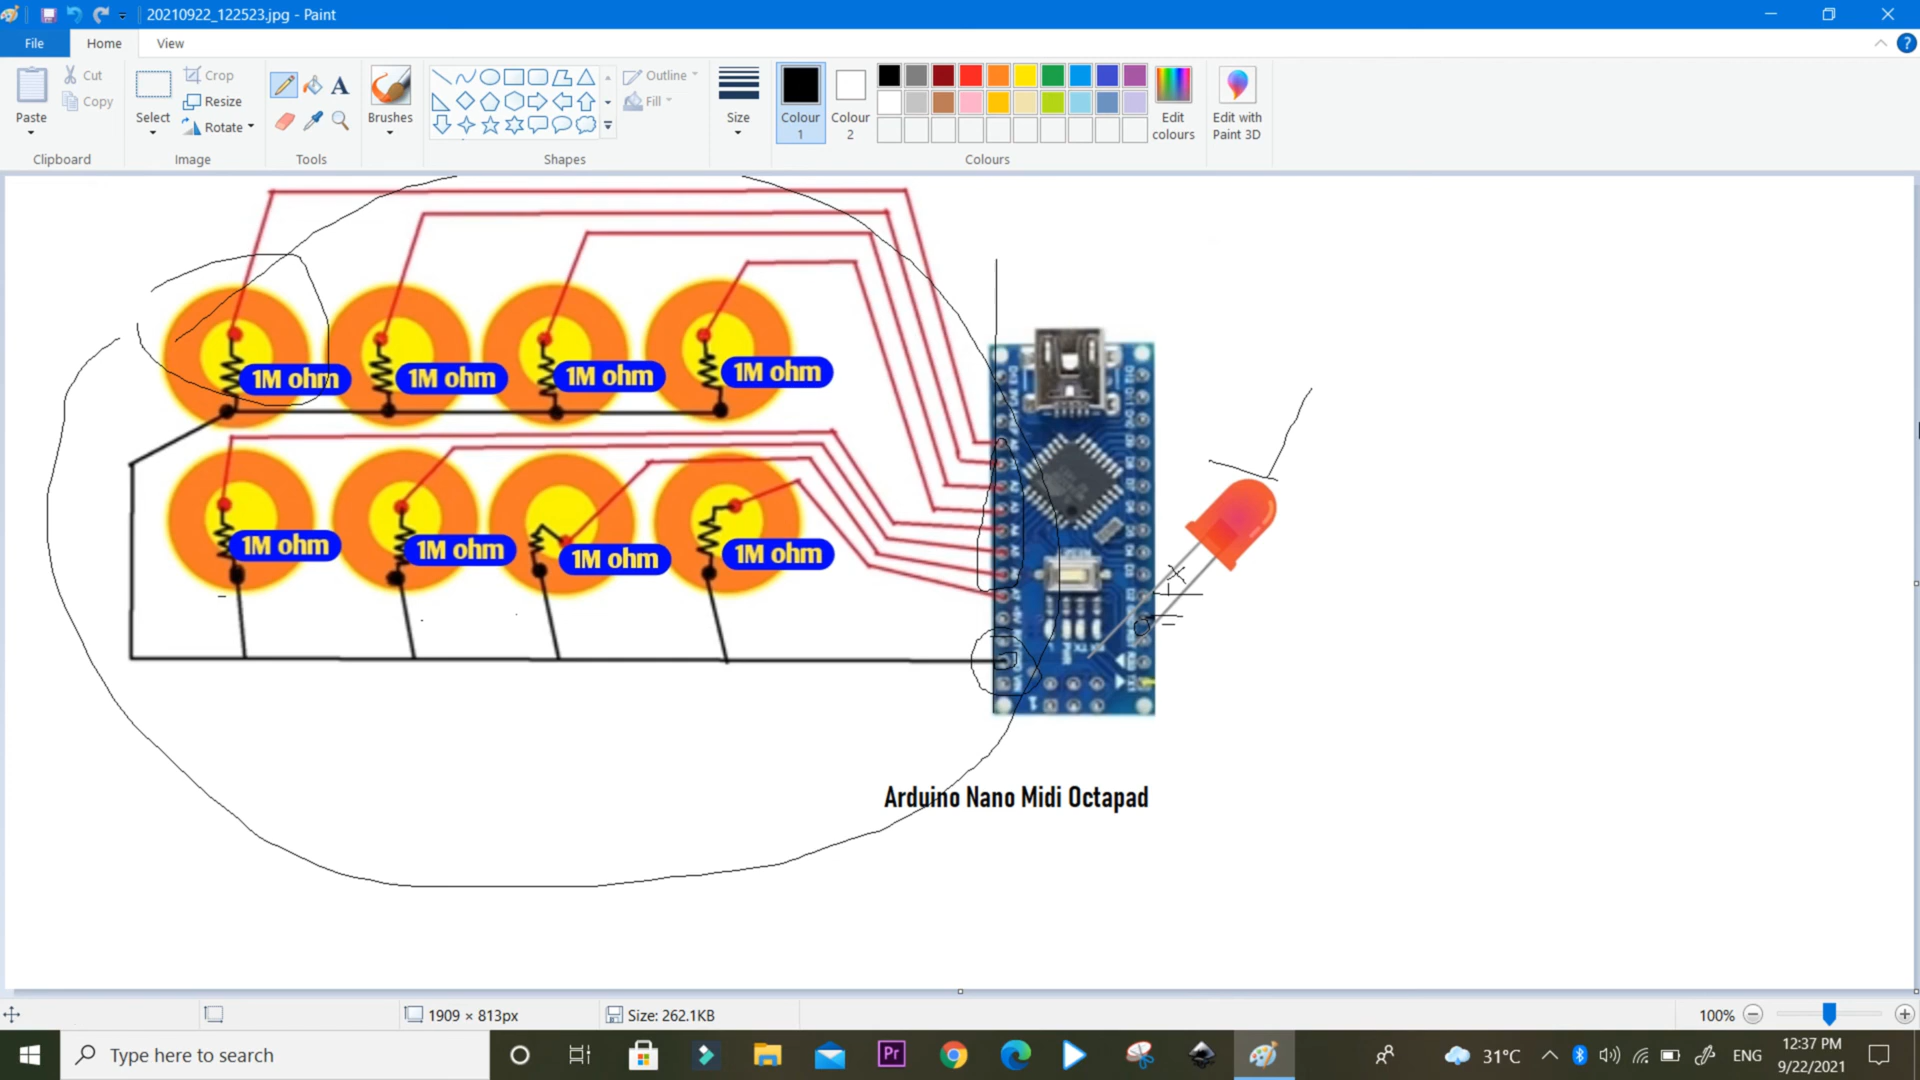 20210922_122523.jpg - Paint
File Home View
Paste
Cut
Copy
Clipboard
Select
Crop
Resize
Rotate
Image
Tools
Brushes
Shapes
Outline
Fill
Size
Colour 1
Colour 2
Colours
Edit colours
Edit with Paint 3D
1M ohm 1M ohm 1M ohm 1M ohm
1M ohm 1M ohm 1M ohm 1M ohm
Arduino Nano Midi Octapad
1909 × 813px Size: 262.1KB 100%
Type here to search
Pr
31°C ENG
12:37 PM
9/22/2021